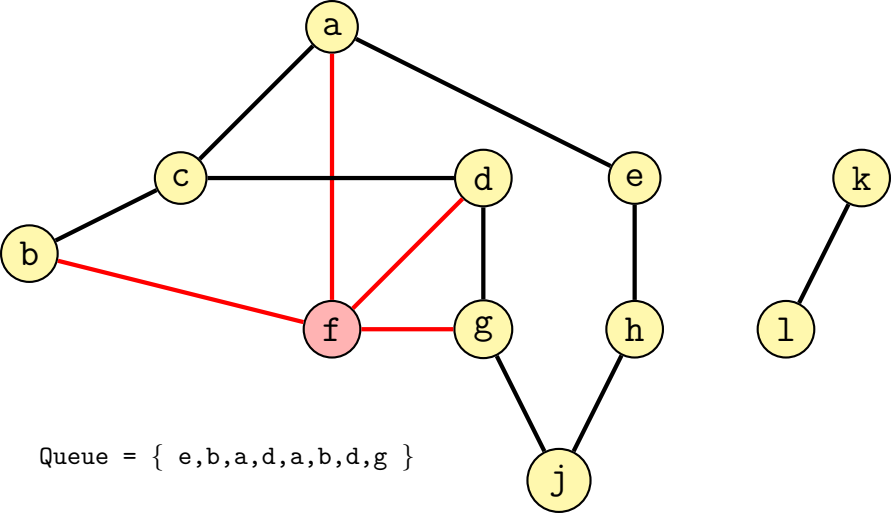 a
c
d
e
k
b
f
g
h
l
j
Queue = { e,b,a,d,a,b,d,g }